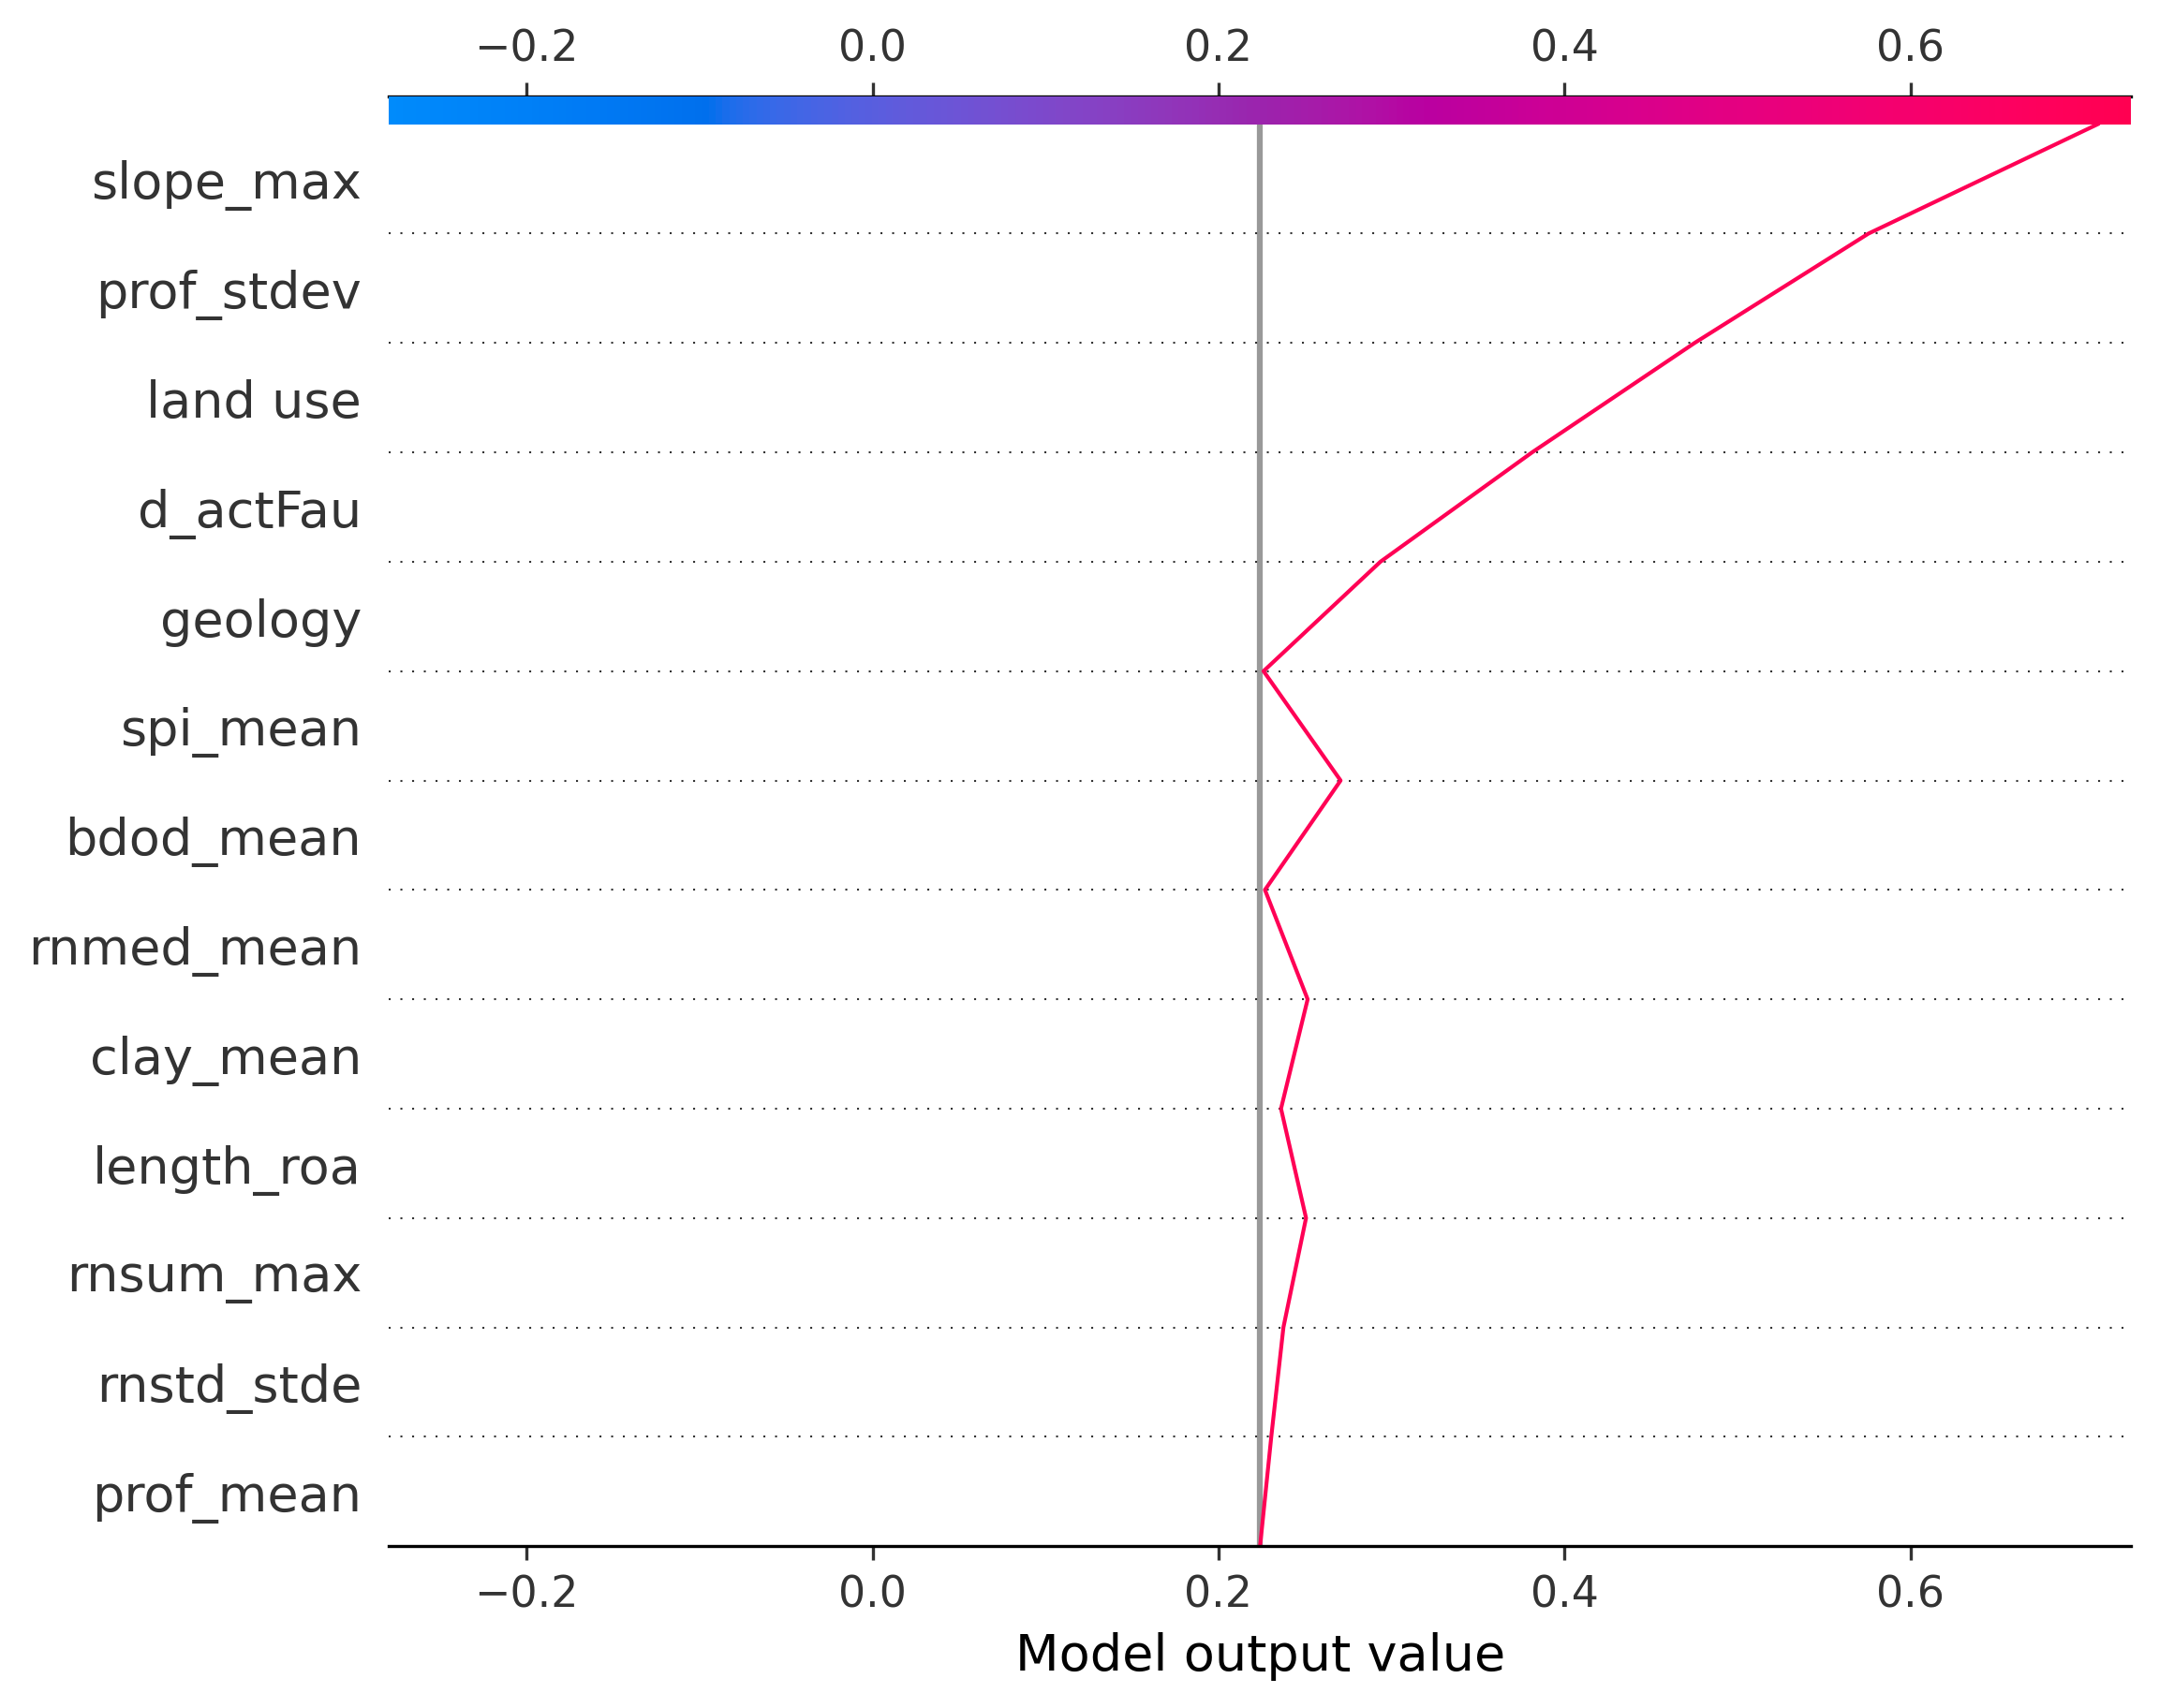 −0.2 0.0 0.2 0.4 0.6
slope_max
prof_stdev
land use
d_actFau
geology
spi_mean
bdod_mean
rnmed_mean
clay_mean
length_roa
rnsum_max
rnstd_stde
prof_mean
−0.2 0.0 0.2 0.4 0.6
Model output value